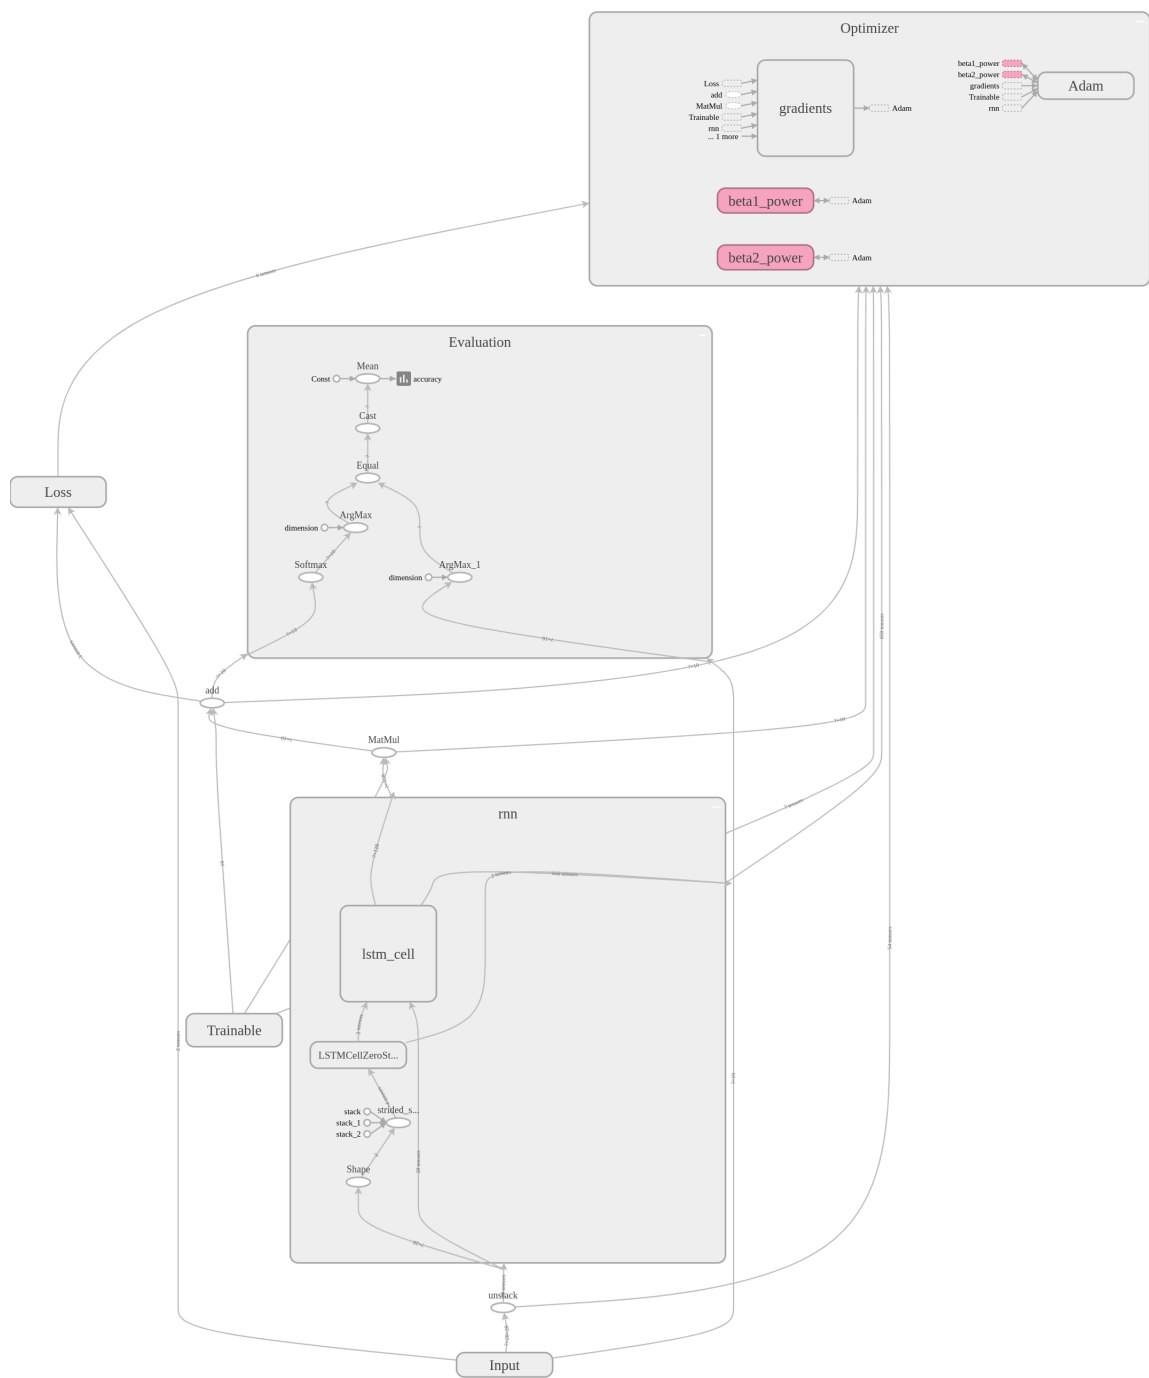 Optimizer
Loss
add
MatMul
Trainable
rnn
... 1 more
gradients
Adam
beta1_power
beta2_power
gradients
Trainable
rnn
Adam
beta1_power
Adam
beta2_power
Adam
6 tensors
Evaluation
Mean
Const
accuracy
Cast
Equal
ArgMax
dimension
Softmax
ArgMax_1
dimension
Loss
add
MatMul
rnn
lstm_cell
Trainable
LSTMCellZeroSt...
strided_s...
stack
stack_1
stack_2
Shape
unstack
Input